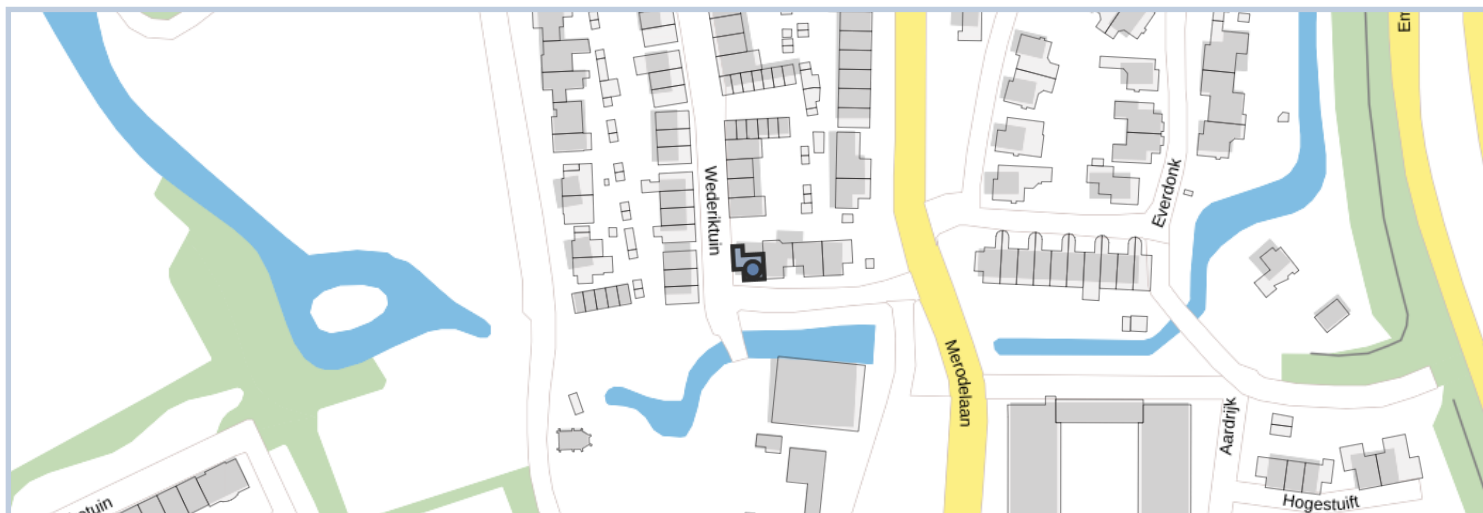 Wederiktuin
Everdonk
Merodelaan
Aardrijk
Hogestuift